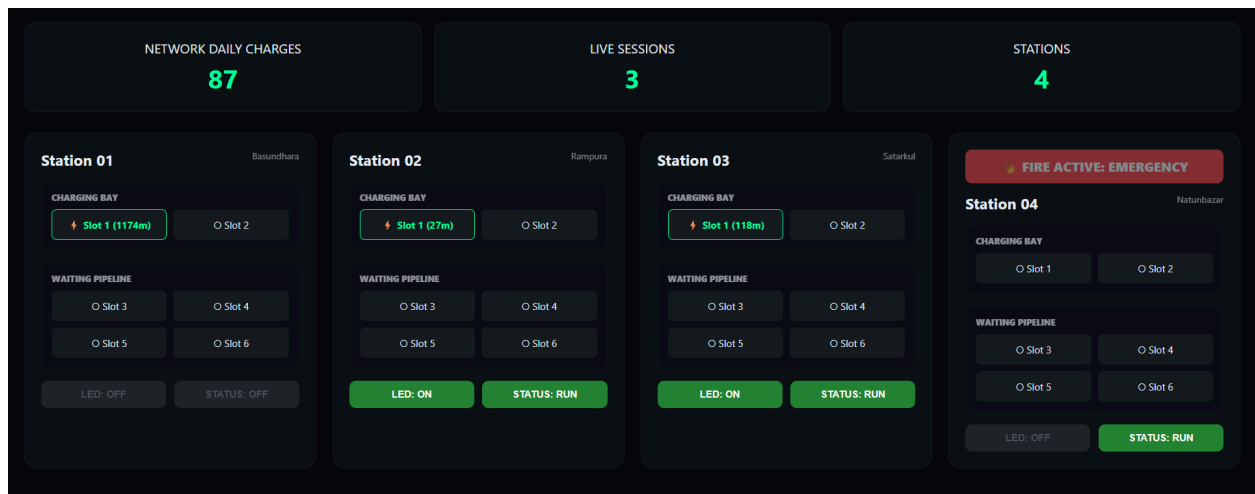 NETWORK DAILY CHARGES
87
LIVE SESSIONS
3
STATIONS
4
Station 01
Basundhara
CHARGING BAY
⚡ Slot 1 (1174m)
○ Slot 2
WAITING PIPELINE
○ Slot 3
○ Slot 4
○ Slot 5
○ Slot 6
LED: OFF
STATUS: OFF
Station 02
Rampura
CHARGING BAY
⚡ Slot 1 (27m)
○ Slot 2
WAITING PIPELINE
○ Slot 3
○ Slot 4
○ Slot 5
○ Slot 6
LED: ON
STATUS: RUN
Station 03
Satarkul
CHARGING BAY
⚡ Slot 1 (118m)
○ Slot 2
WAITING PIPELINE
○ Slot 3
○ Slot 4
○ Slot 5
○ Slot 6
LED: ON
STATUS: RUN
🔥 FIRE ACTIVE: EMERGENCY
Station 04
Natunbazar
CHARGING BAY
○ Slot 1
○ Slot 2
WAITING PIPELINE
○ Slot 3
○ Slot 4
○ Slot 5
○ Slot 6
LED: OFF
STATUS: RUN